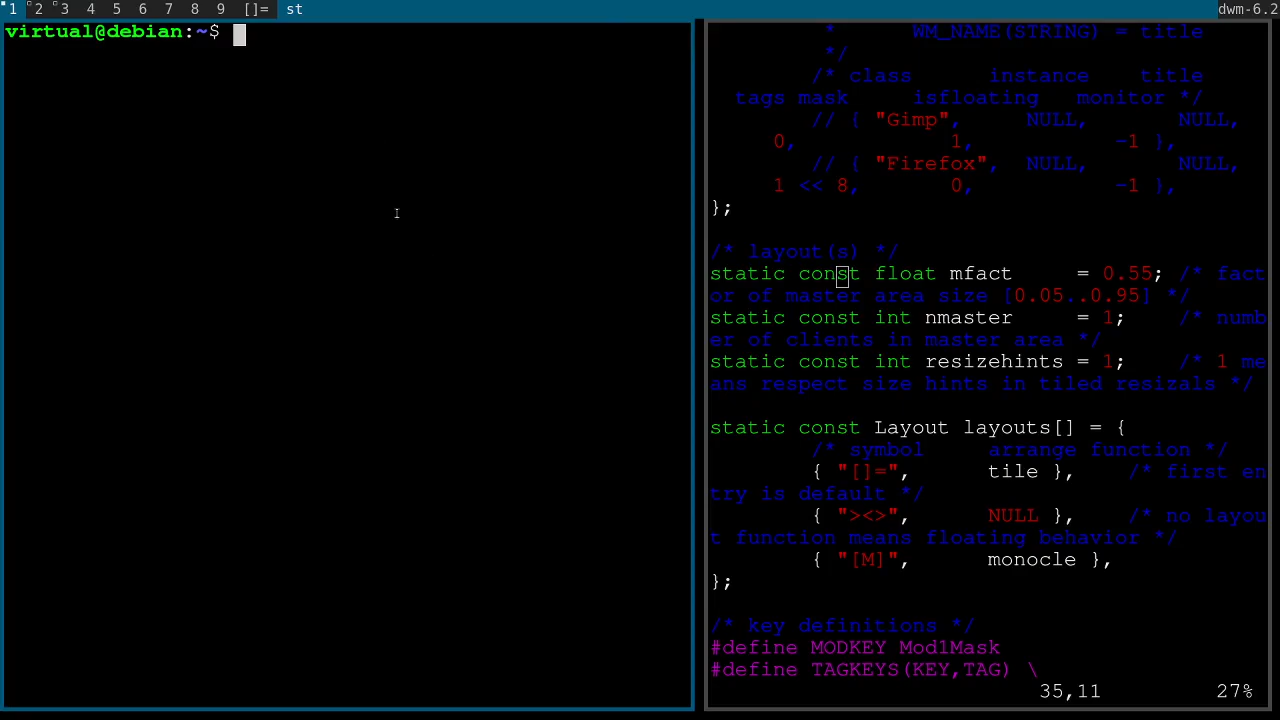 1 2 3 4 5 6 7 8 9 []= st dwm-6.2
virtual@debian:~$
* WM_NAME(STRING) = title
*/
/* class instance title
tags mask isfloating monitor */
// { "Gimp", NULL, NULL,
0, 1, -1 },
// { "Firefox", NULL, NULL,
1 << 8, 0, -1 },
};
/* layout(s) */
static const float mfact = 0.55; /* fact
or of master area size [0.05..0.95] */
static const int nmaster = 1; /* numb
er of clients in master area */
static const int resizehints = 1; /* 1 me
ans respect size hints in tiled resizals */
static const Layout layouts[] = {
/* symbol arrange function */
{ "[]=", tile }, /* first en
try is default */
{ "><>", NULL }, /* no layou
t function means floating behavior */
{ "[M]", monocle },
};
/* key definitions */
#define MODKEY Mod1Mask
#define TAGKEYS(KEY,TAG) \
35,11 27%